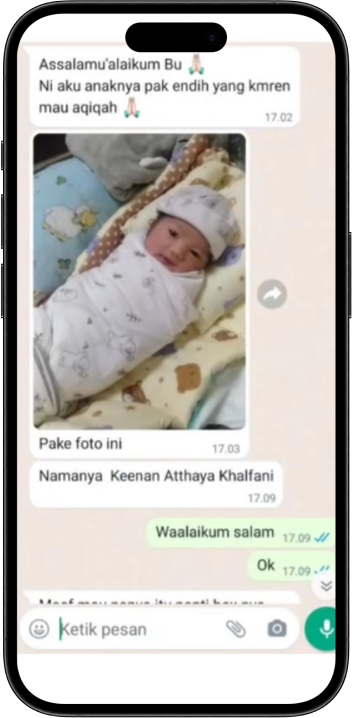 Assalamu'alaikum Bu 🙏🏻
Ni aku anaknya pak endih yang kmren
mau aqiqah 🙏🏻
17.02
Pake foto ini
17.03
Namanya Keenan Atthaya Khalfani
17.09
Waalaikum salam 17.09
Ok 17.09
Ketik pesan